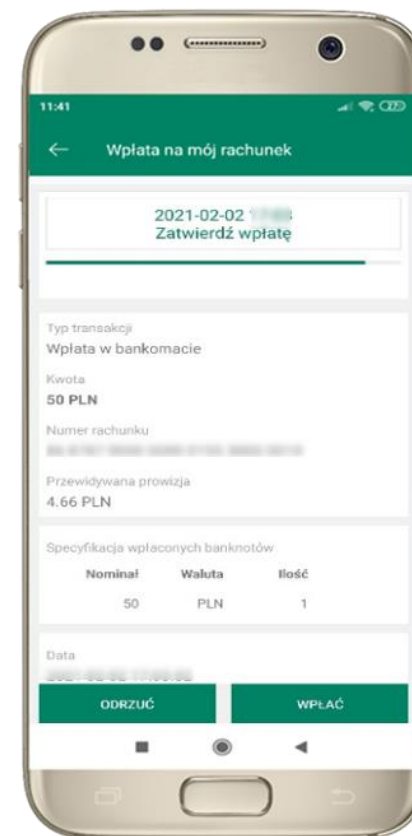 11:41
Wpłata na mój rachunek
2021-02-02
Zatwierdź wpłatę
Typ transakcji
Wpłata w bankomacie
Kwota
50 PLN
Numer rachunku
Przewidywana prowizja
4.66 PLN
Specyfikacja wpłaconych banknotów
Nominał Waluta Ilość
50 PLN 1
Data
ODRZUĆ WPŁAĆ